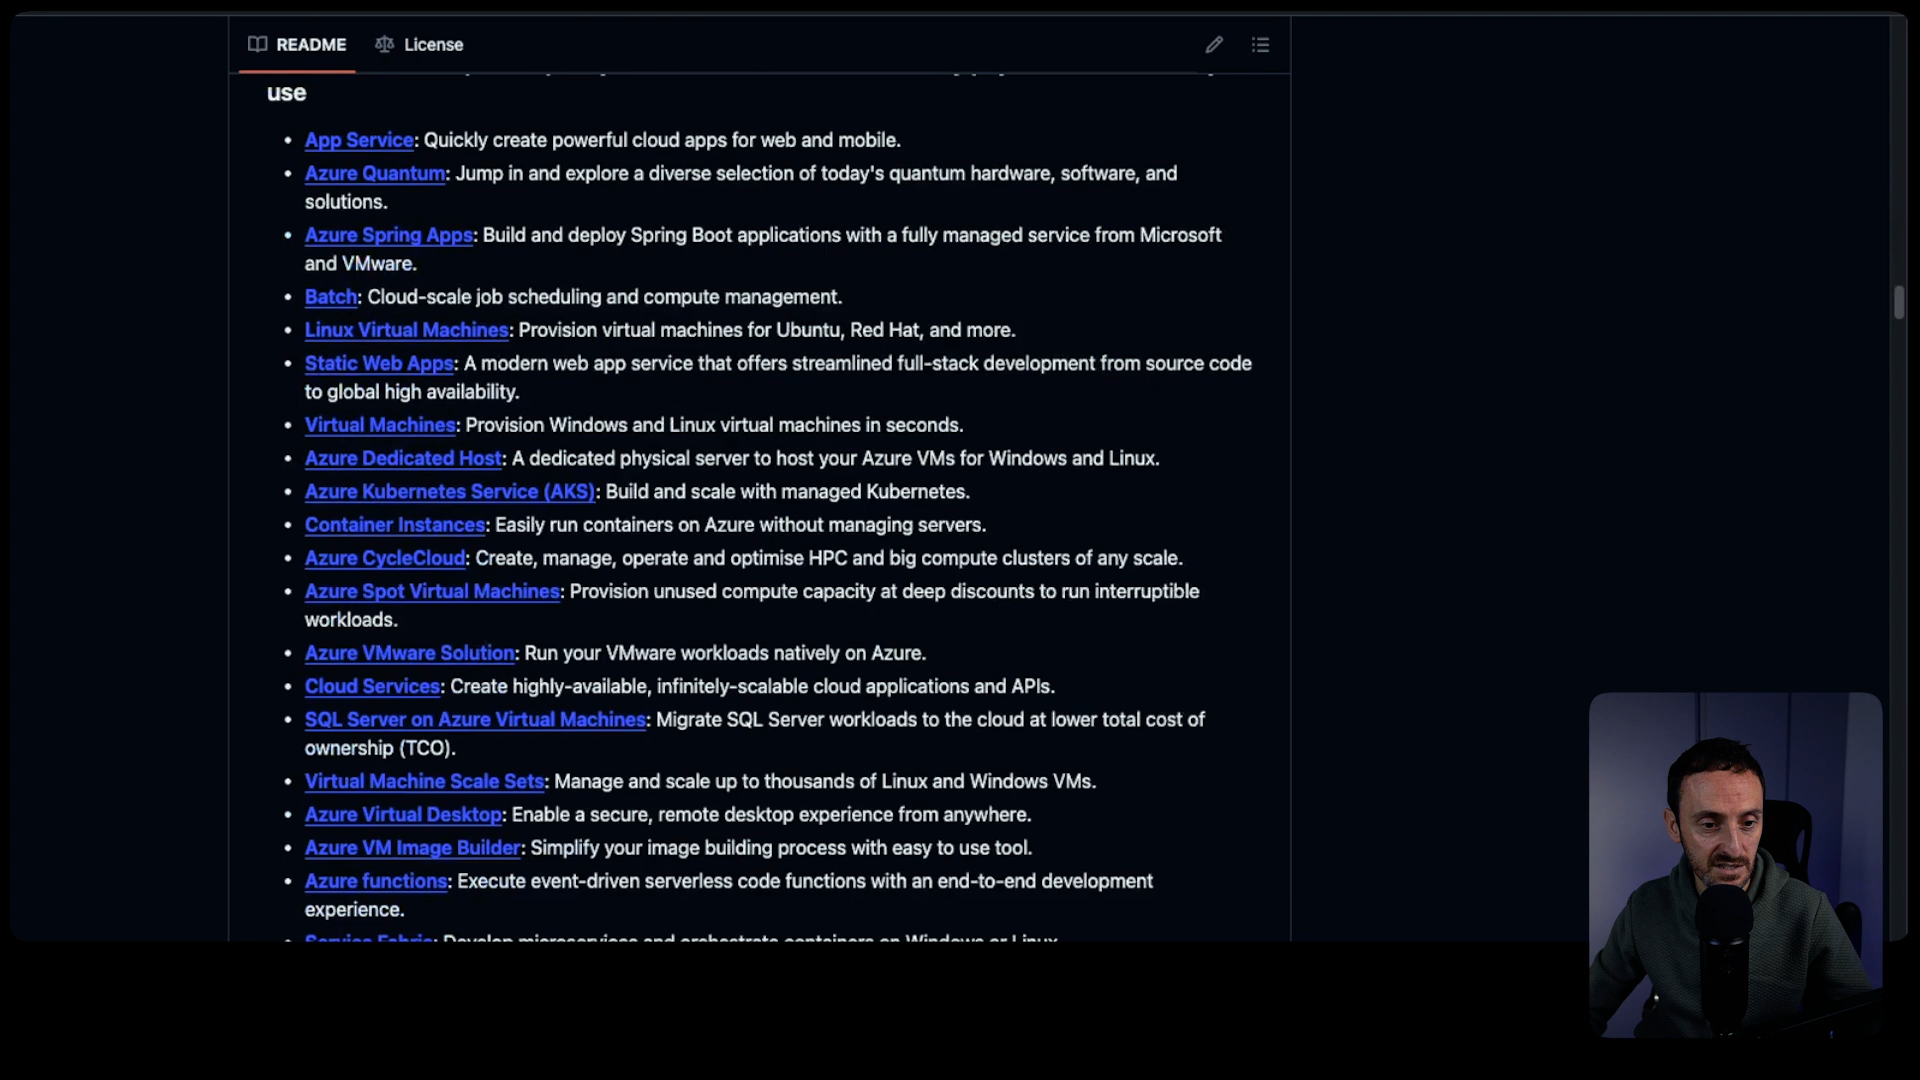 README License
use
App Service: Quickly create powerful cloud apps for web and mobile.
Azure Quantum: Jump in and explore a diverse selection of today's quantum hardware, software, and
solutions.
Azure Spring Apps: Build and deploy Spring Boot applications with a fully managed service from Microsoft
and VMware.
Batch: Cloud-scale job scheduling and compute management.
Linux Virtual Machines: Provision virtual machines for Ubuntu, Red Hat, and more.
Static Web Apps: A modern web app service that offers streamlined full-stack development from source code
to global high availability.
Virtual Machines: Provision Windows and Linux virtual machines in seconds.
Azure Dedicated Host: A dedicated physical server to host your Azure VMs for Windows and Linux.
Azure Kubernetes Service (AKS): Build and scale with managed Kubernetes.
Container Instances: Easily run containers on Azure without managing servers.
Azure CycleCloud: Create, manage, operate and optimise HPC and big compute clusters of any scale.
Azure Spot Virtual Machines: Provision unused compute capacity at deep discounts to run interruptible
workloads.
Azure VMware Solution: Run your VMware workloads natively on Azure.
Cloud Services: Create highly-available, infinitely-scalable cloud applications and APIs.
SQL Server on Azure Virtual Machines: Migrate SQL Server workloads to the cloud at lower total cost of
ownership (TCO).
Virtual Machine Scale Sets: Manage and scale up to thousands of Linux and Windows VMs.
Azure Virtual Desktop: Enable a secure, remote desktop experience from anywhere.
Azure VM Image Builder: Simplify your image building process with easy to use tool.
Azure functions: Execute event-driven serverless code functions with an end-to-end development
experience.
Service Fabric: Develop microservices and orchestrate containers on Windows or Linux.